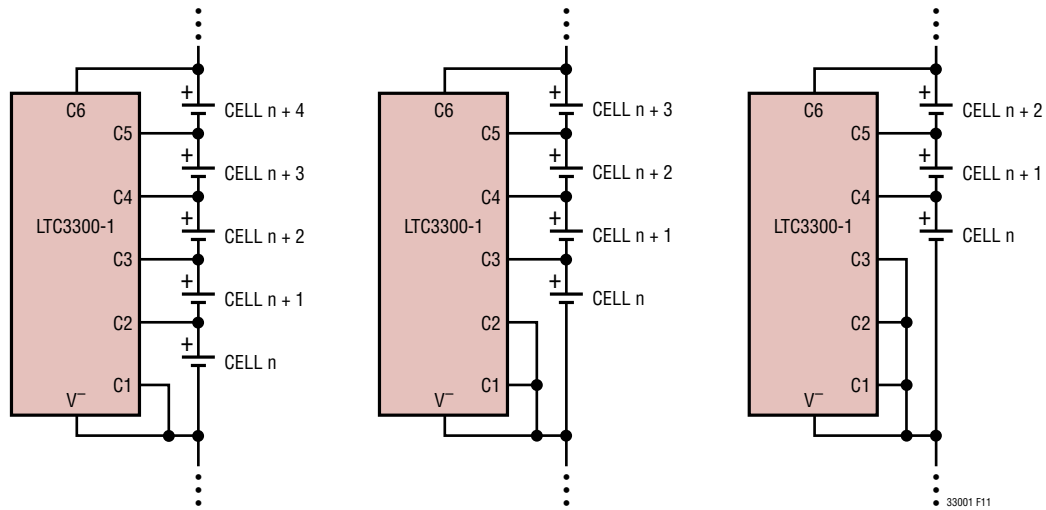 C6
C5
C4
LTC3300-1
C3
C2
C1
V–
+ CELL n + 4
+ CELL n + 3
+ CELL n + 2
+ CELL n + 1
+ CELL n
C6
C5
C4
LTC3300-1
C3
C2
C1
V–
+ CELL n + 3
+ CELL n + 2
+ CELL n + 1
+ CELL n
C6
C5
C4
LTC3300-1
C3
C2
C1
V–
+ CELL n + 2
+ CELL n + 1
+ CELL n
33001 F11